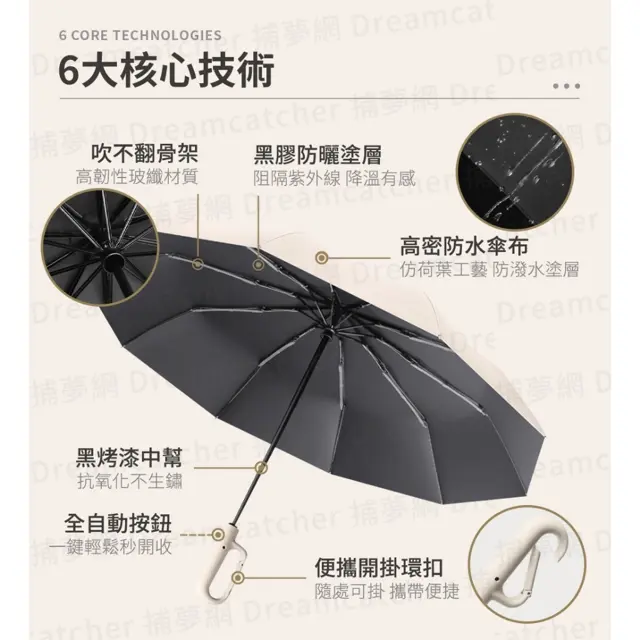 6 CORE TECHNOLOGIES
6大核心技術
吹不翻骨架
高韌性玻纖材質
黑膠防曬塗層
阻隔紫外線 降溫有感
高密防水傘布
仿荷葉工藝 防潑水塗層
黑烤漆中幫
抗氧化不生鏽
全自動按鈕
一鍵輕鬆秒開收
便攜開掛環扣
隨處可掛 攜帶便捷
捕夢網 Dreamcatcher